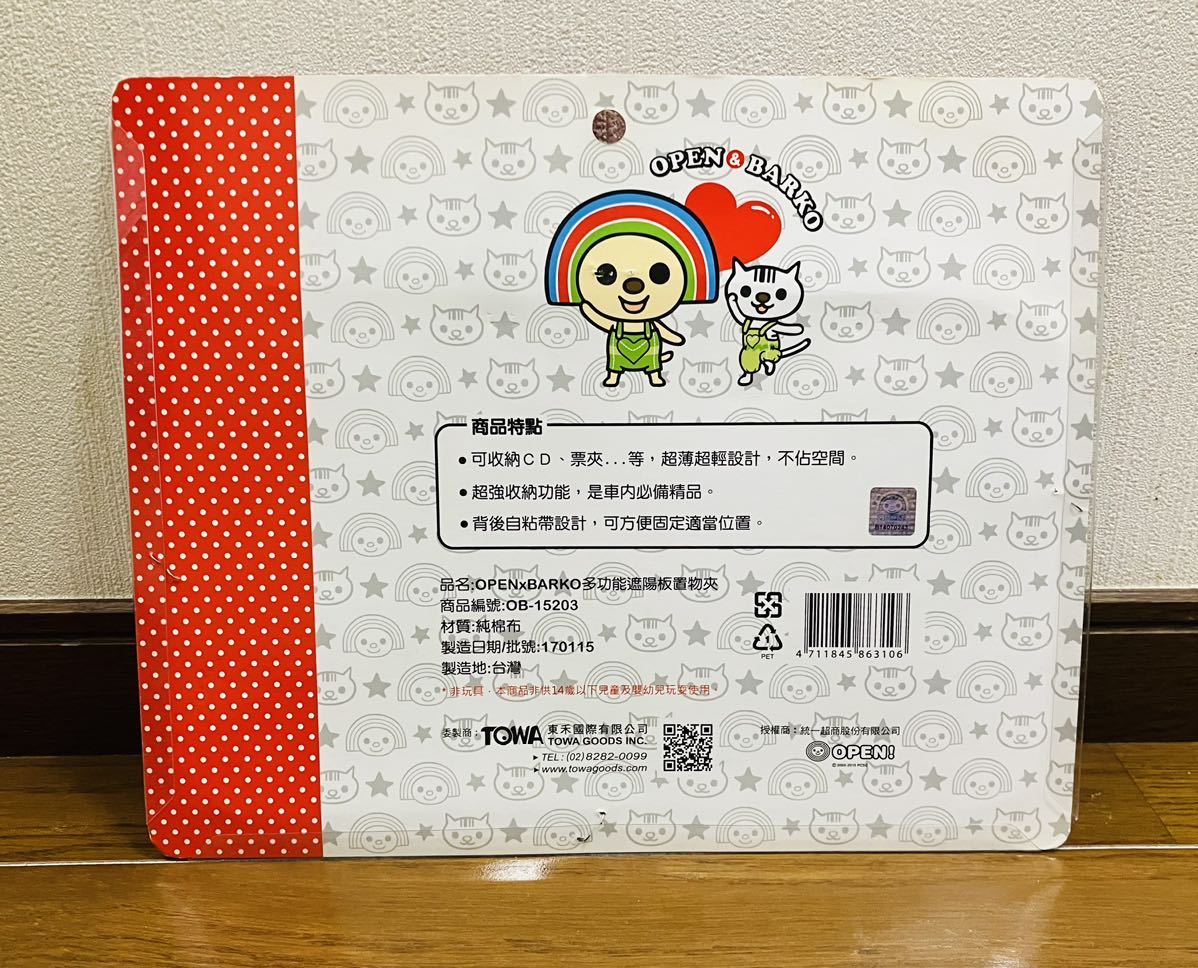 OPEN & BARKO
商品特點
●可收納CD、票夾...等，超薄超輕設計，不佔空間。
●超強收納功能，是車內必備精品。
●背後自粘帶設計，可方便固定適當位置。
品名:OPENxBARKO多功能遮陽板置物夾
商品編號:OB-15203
材質:純棉布
製造日期/批號:170115
製造地:台灣
*非玩具，本商品非供14歲以下兒童及嬰幼兒玩耍使用
PET
4 711845 863106
委製商：TOWA 東禾國際有限公司
TOWA GOODS INC.
▸TEL：(02)8282-0099
▸www.towagoods.com
授權商：統一超商股份有限公司
OPEN!